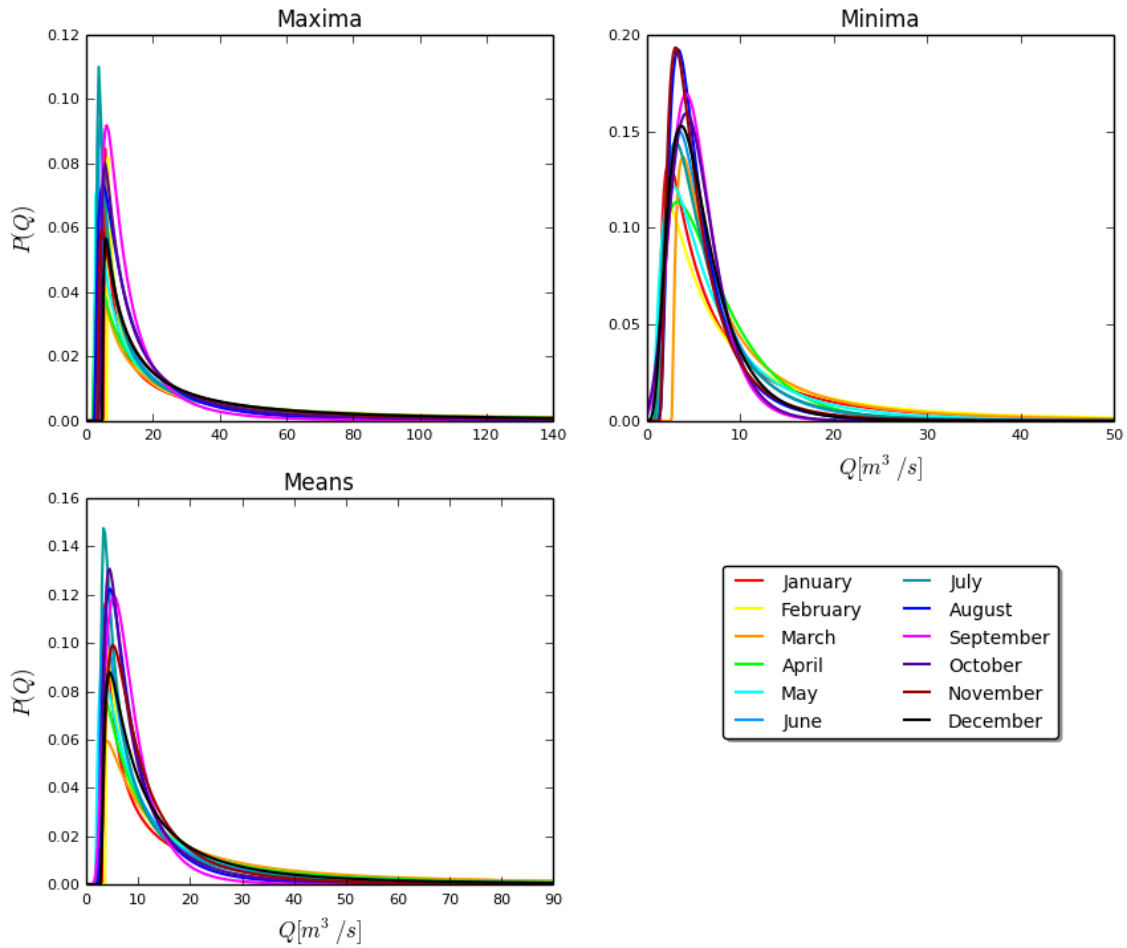 Maxima
0.12
0.10
0.08
0.06
0.04
0.02
0.00
P(Q)
0 20 40 60 80 100 120 140
Minima
0.20
0.15
0.10
0.05
0.00
0 10 20 30 40 50
Q[m³ /s]
Means
0.16
0.14
0.12
0.10
0.08
0.06
0.04
0.02
0.00
P(Q)
0 10 20 30 40 50 60 70 80 90
Q[m³ /s]
January July
February August
March September
April October
May November
June December